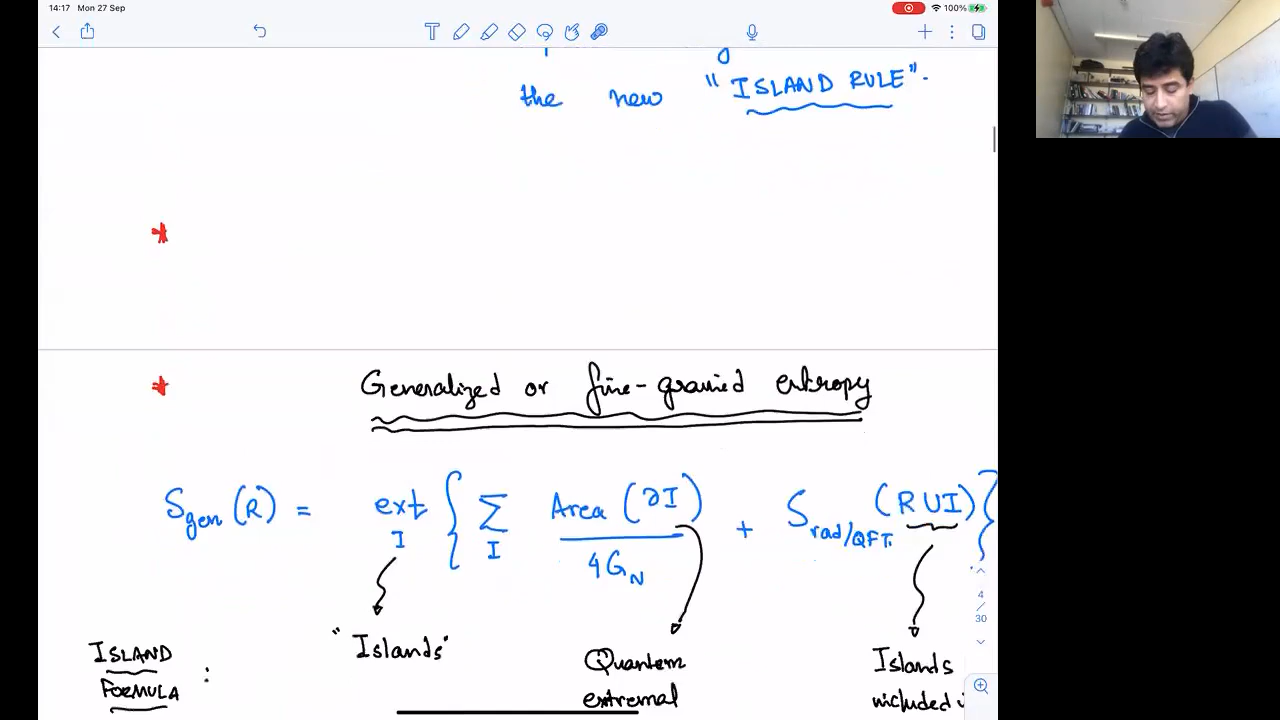 14:17 Mon 27 Sep
100%
the new "ISLAND RULE".
Generalized or fine-grained entropy
S_gen (R) = ext_I { Σ_I Area (∂I) / 4G_N + S_rad/QFT. (R ∪ I) }
4
/
30
"Islands"
Quantum
extremal
Islands
included
ISLAND
FORMULA :